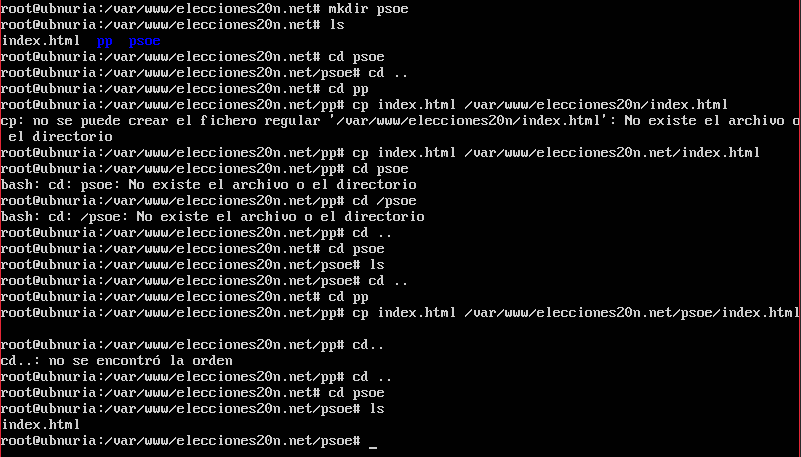 root@ubnuria:/var/www/elecciones20n.net# mkdir psoe
root@ubnuria:/var/www/elecciones20n.net# ls
index.html  pp  psoe
root@ubnuria:/var/www/elecciones20n.net# cd psoe
root@ubnuria:/var/www/elecciones20n.net/psoe# cd ..
root@ubnuria:/var/www/elecciones20n.net# cd pp
root@ubnuria:/var/www/elecciones20n.net/pp# cp index.html /var/www/elecciones20n/index.html
cp: no se puede crear el fichero regular '/var/www/elecciones20n/index.html': No existe el archivo o
 el directorio
root@ubnuria:/var/www/elecciones20n.net/pp# cp index.html /var/www/elecciones20n.net/index.html
root@ubnuria:/var/www/elecciones20n.net/pp# cd psoe
bash: cd: psoe: No existe el archivo o el directorio
root@ubnuria:/var/www/elecciones20n.net/pp# cd /psoe
bash: cd: /psoe: No existe el archivo o el directorio
root@ubnuria:/var/www/elecciones20n.net/pp# cd ..
root@ubnuria:/var/www/elecciones20n.net# cd psoe
root@ubnuria:/var/www/elecciones20n.net/psoe# ls
root@ubnuria:/var/www/elecciones20n.net/psoe# cd ..
root@ubnuria:/var/www/elecciones20n.net# cd pp
root@ubnuria:/var/www/elecciones20n.net/pp# cp index.html /var/www/elecciones20n.net/psoe/index.html
root@ubnuria:/var/www/elecciones20n.net/pp# cd..
cd..: no se encontró la orden
root@ubnuria:/var/www/elecciones20n.net/pp# cd ..
root@ubnuria:/var/www/elecciones20n.net# cd psoe
root@ubnuria:/var/www/elecciones20n.net/psoe# ls
index.html
root@ubnuria:/var/www/elecciones20n.net/psoe# _